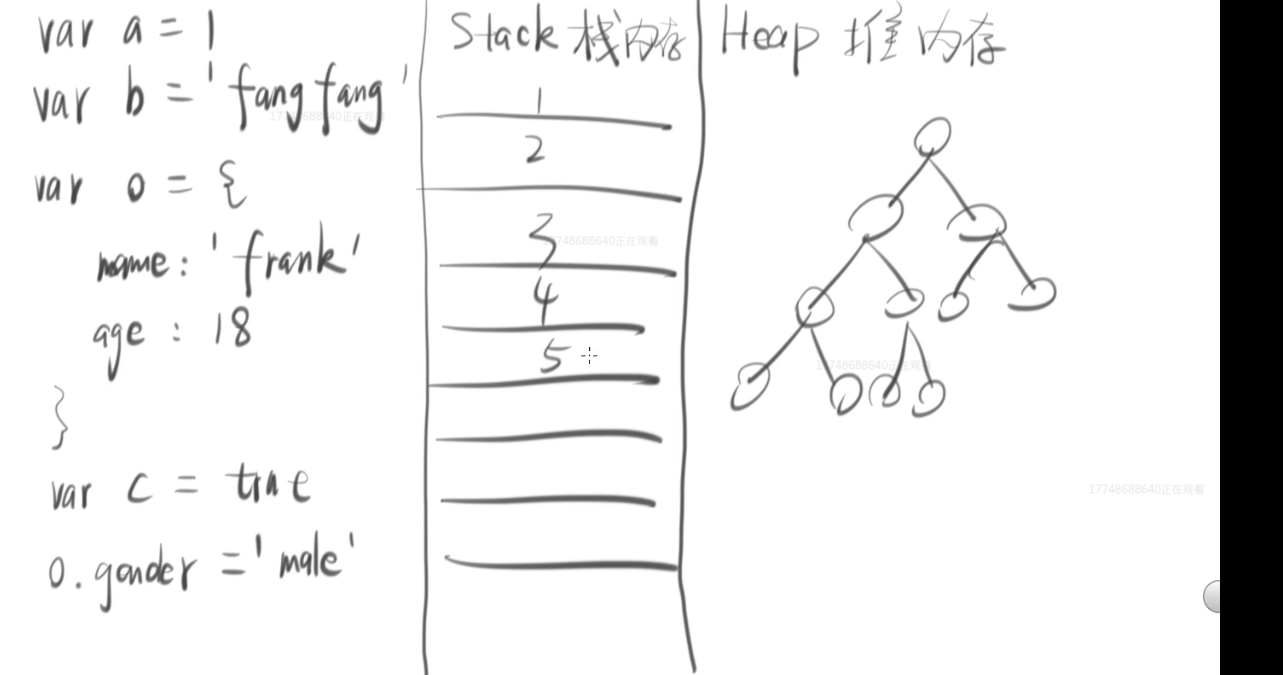 var a = 1
var b = 'fangfang'
var o = {
name: 'frank'
age : 18
}
var c = true
o.gender = 'male'
Stack 栈内存
1
2
3
4
5
Heap 堆内存
17748688640正在观看
17748688640正在观看
17748688640正在观看
17748688640正在观看